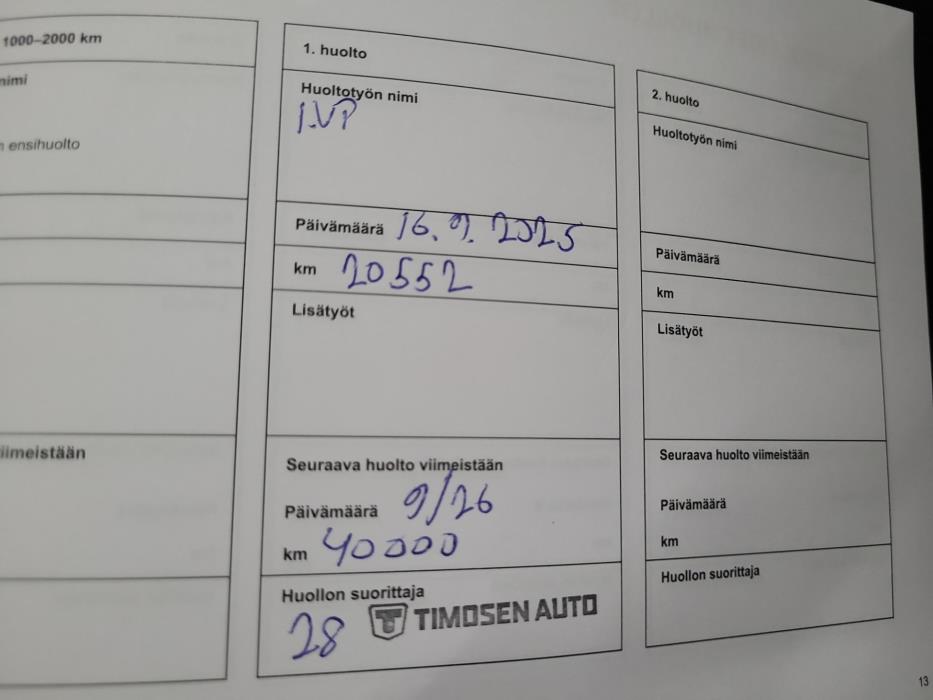 1000–2000 km
nimi
ensihuolto
viimeistään
1. huolto
Huoltotyön nimi
1.VP
Päivämäärä 16.9.2025
km 20552
Lisätyöt
Seuraava huolto viimeistään
Päivämäärä 9/26
km 40000
Huollon suorittaja
28 TIMOSEN AUTO
2. huolto
Huoltotyön nimi
Päivämäärä
km
Lisätyöt
Seuraava huolto viimeistään
Päivämäärä
km
Huollon suorittaja
13